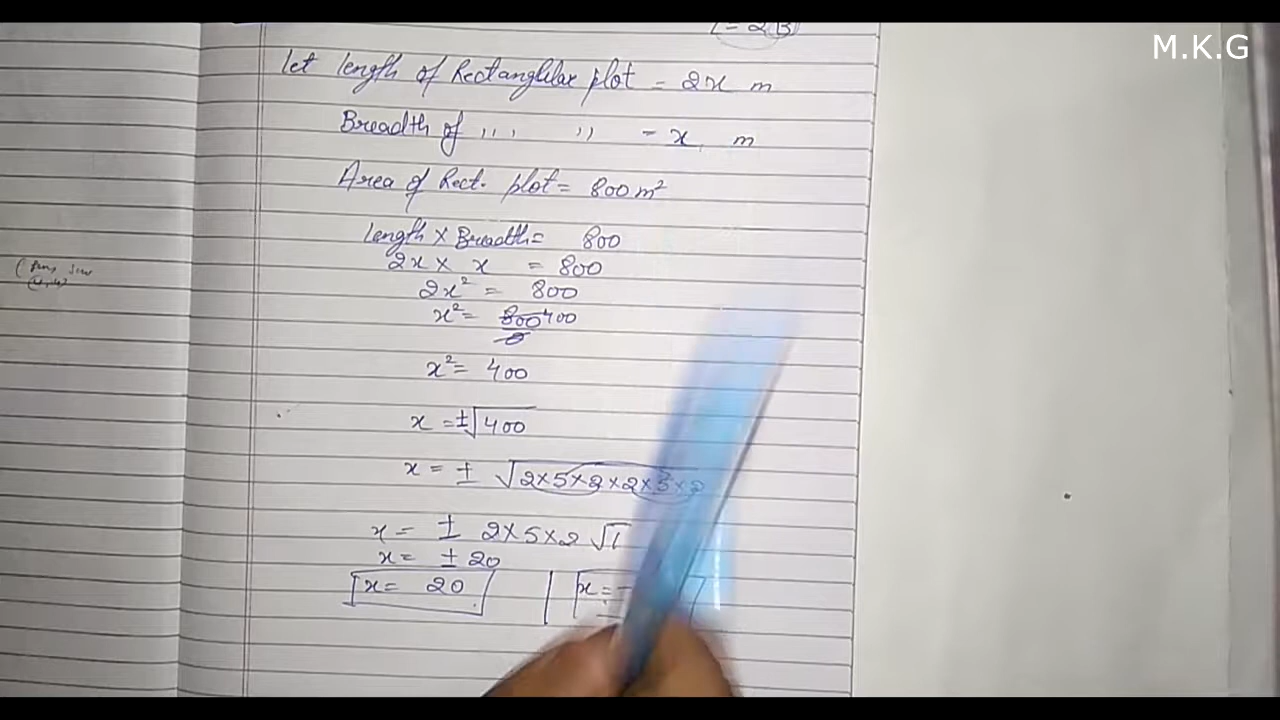 l = 2B
M.K.G
let length of Rectanglular plot = 2x m
Breadth of ,, , ,, - x, m
Area of Rect. plot = 800 m²
length × Breadth = 800
2x × x = 800
2x² = 800
x² = 800 400
x² = 400
x = ±√400
x = ± √2×5×2×2×5×2
x = ± 2×5×2 √1
x = ± 20
x = 20 | x = -